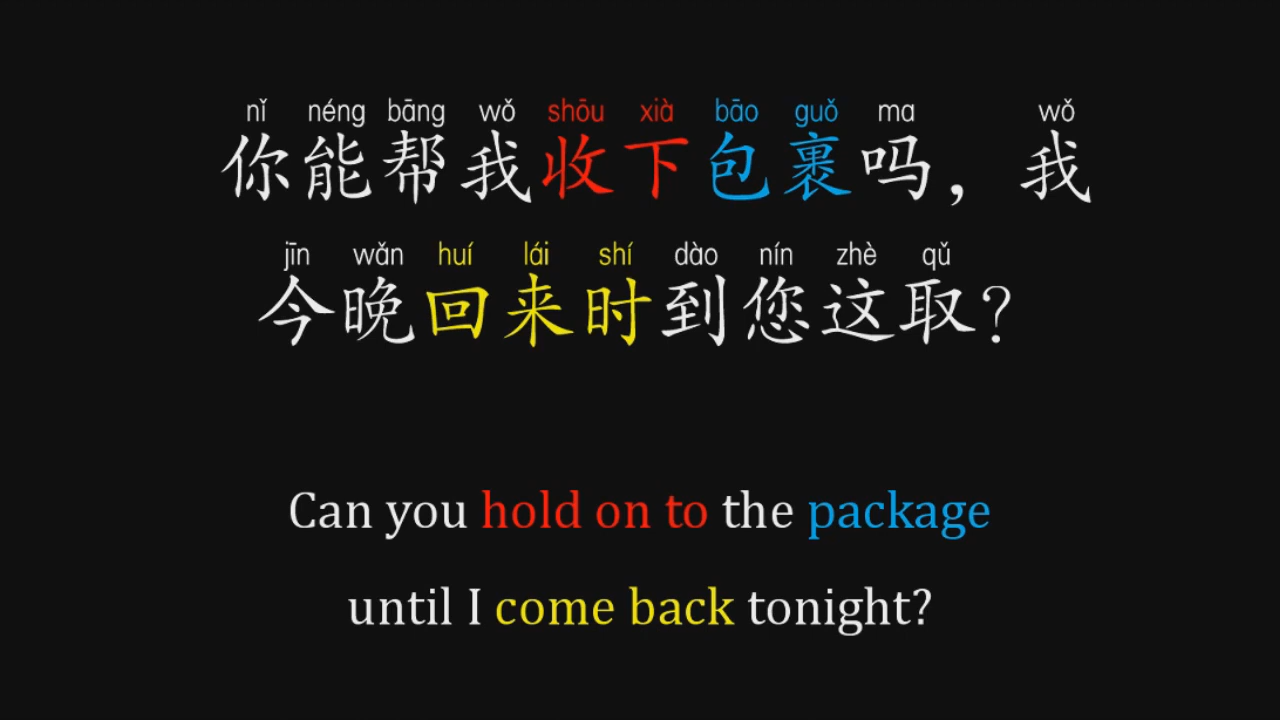 nǐ néng bāng wǒ shōu xià bāo guǒ ma wǒ
你能帮我收下包裹吗，我
jīn wǎn huí lái shí dào nín zhè qǔ
今晚回来时到您这取?
Can you hold on to the package
until I come back tonight?